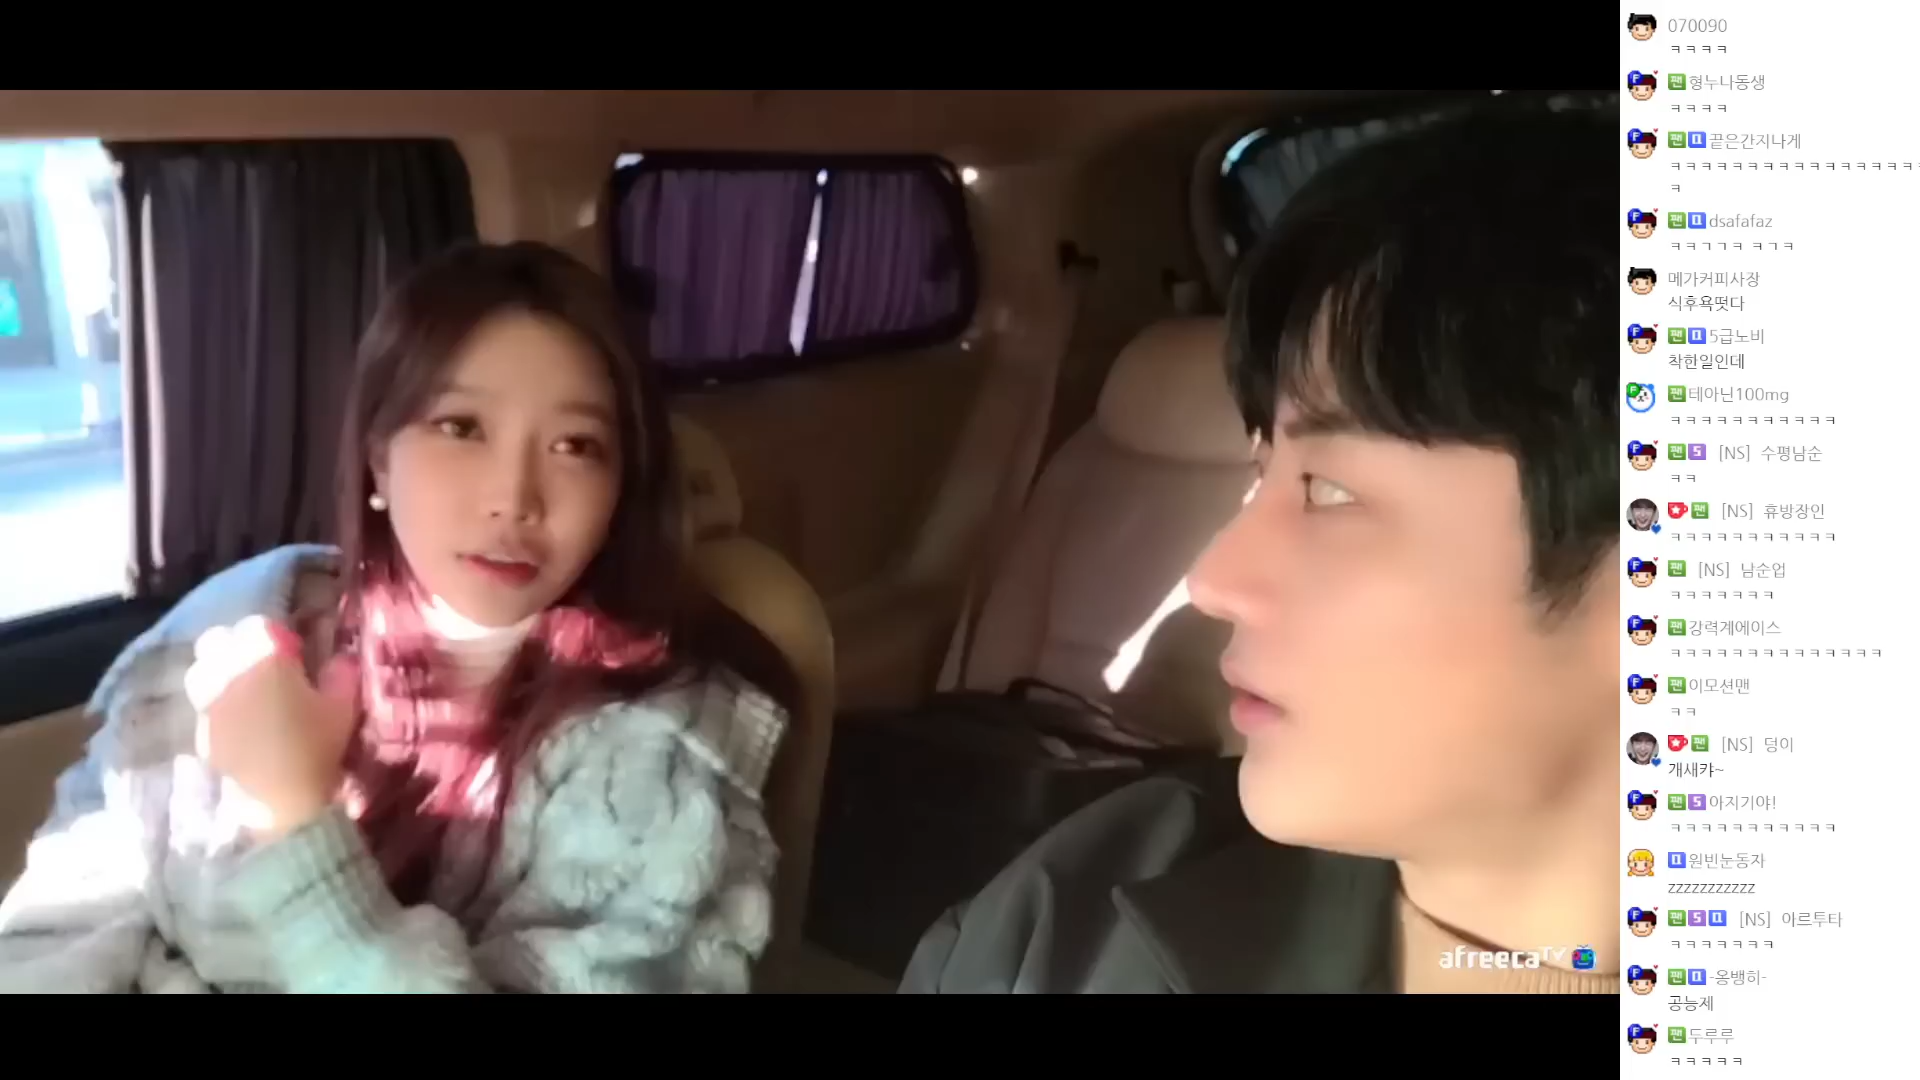 070090
ㅋㅋㅋㅋ
팬 형누나동생
ㅋㅋㅋㅋ
팬 끝은간지나게
ㅋㅋㅋㅋㅋㅋㅋㅋㅋㅋㅋㅋㅋㅋㅋㅋㅋ
ㅋ
팬 dsafafaz
ㅋㅋㄱㄱㅋ ㅋㄱㅋ
메가커피사장
식후욕떳다
팬 5급노비
착한일인데
팬 테아닌100mg
ㅋㅋㅋㅋㅋㅋㅋㅋㅋㅋㅋ
팬 S [NS] 수평남순
ㅋㅋ
팬 [NS] 휴방장인
ㅋㅋㅋㅋㅋㅋㅋㅋㅋㅋㅋ
팬 [NS] 남순업
ㅋㅋㅋㅋㅋㅋㅋ
팬 강력계에이스
ㅋㅋㅋㅋㅋㅋㅋㅋㅋㅋㅋㅋㅋㅋ
팬 이모션맨
ㅋㅋ
팬 [NS] 덩이
개새캬~
팬 S 아지기야!
ㅋㅋㅋㅋㅋㅋㅋㅋㅋㅋㅋ
원빈눈동자
zzzzzzzzzzz
팬 S [NS] 아르투타
ㅋㅋㅋㅋㅋㅋㅋ
팬 -옹뱅히-
공능제
팬 두루루
ㅋㅋㅋㅋㅋ
afreecaTV